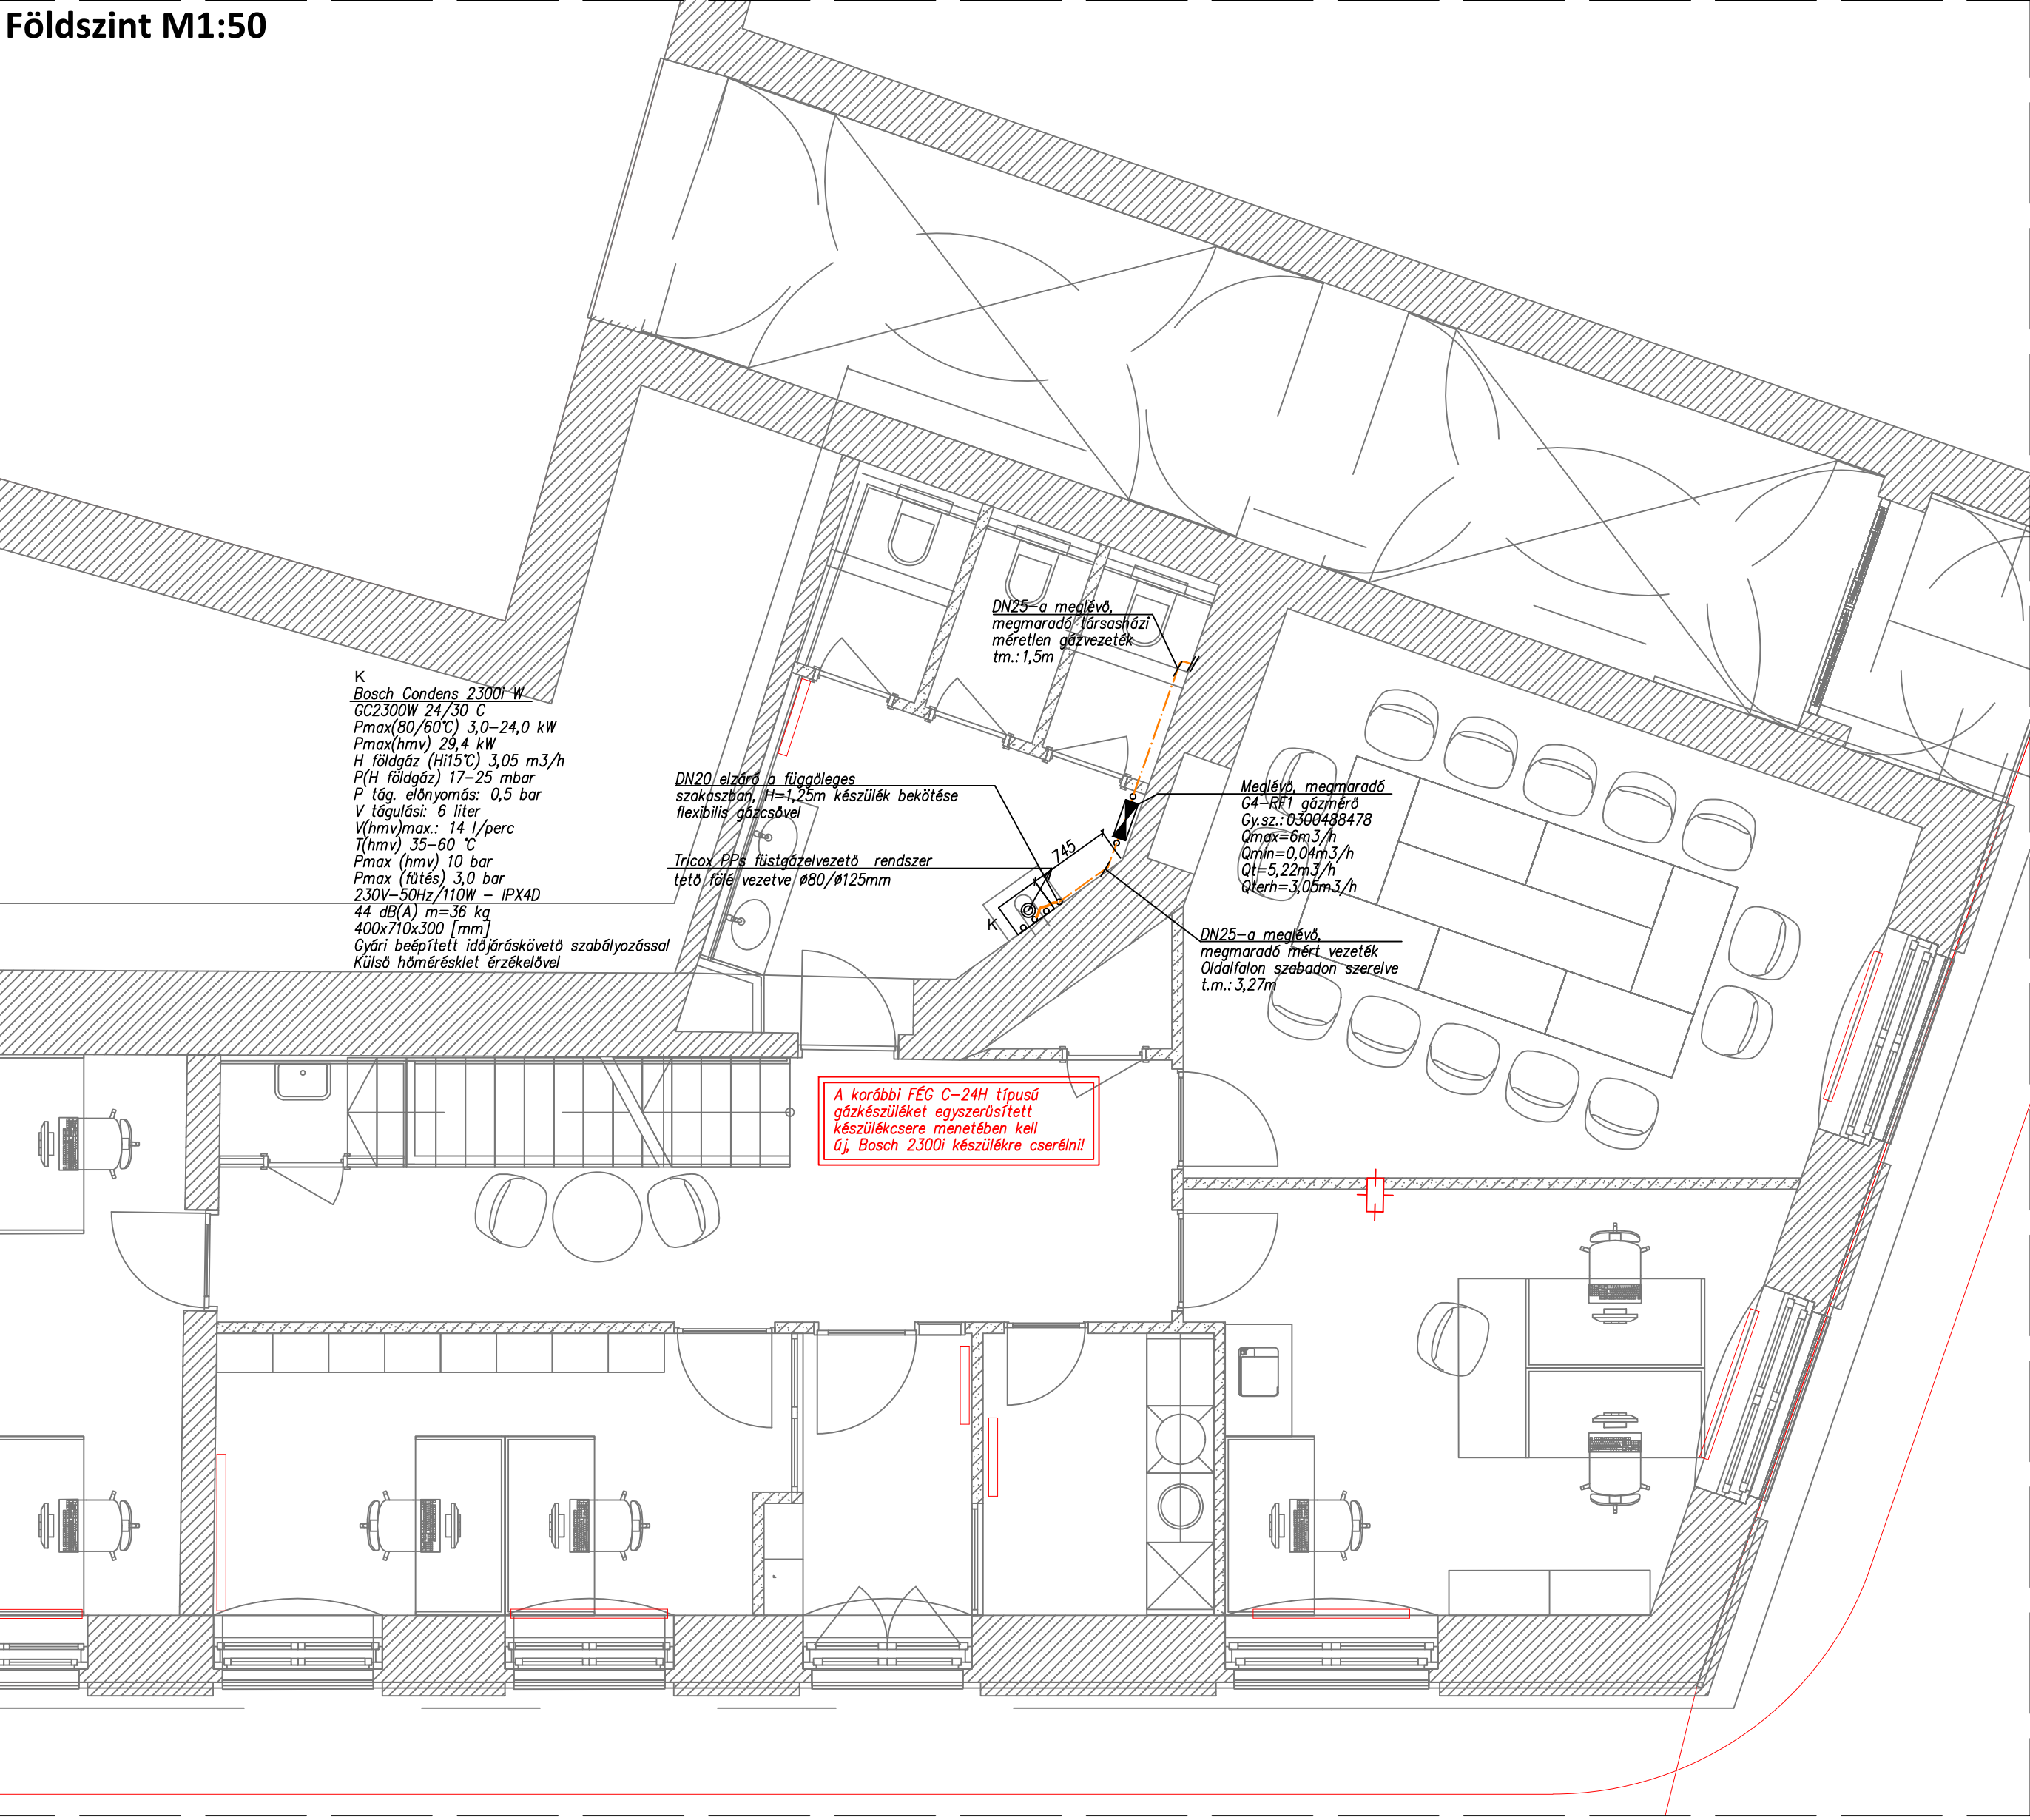 Földszint M1:50
DN25-a meglévő,
megmaradó társasházi
méretlen gázvezeték
tm.: 1,5m
K
Bosch Condens 2300i W
GC2300W 24/30 C
Pmax(80/60°C) 3,0-24,0 kW
Pmax(hmv) 29,4 kW
H földgáz (Hi15°C) 3,05 m3/h
P(H földgáz) 17-25 mbar
P tág. előnyomás: 0,5 bar
V tágulási: 6 liter
V(hmv)max.: 14 l/perc
T(hmv) 35-60 °C
Pmax (hmv) 10 bar
Pmax (fűtés) 3,0 bar
230V-50Hz/110W - IPX4D
44 dB(A) m=36 kg
400x710x300 [mm]
Gyári beépített időjáráskövető szabályozással
Külső hőmérésklet érzékelővel
DN20 elzáró a függőleges
szakaszban, H=1,25m készülék bekötése
flexibilis gázcsővel
Tricox PPs füstgázelvezető rendszer
tető fölé vezetve Ø80/Ø125mm
745
K
Meglévő, megmaradó
G4-RF1 gázmérő
Gy.sz.: 0300488478
Qmax=6m3/h
Qmin=0,04m3/h
Qt=5,22m3/h
Qterh=3,05m3/h
DN25-a meglévő,
megmaradó mért vezeték
Oldalfalon szabadon szerelve
t.m.: 3,27m
A korábbi FÉG C-24H típusú
gázkészüléket egyszerűsített
készülékcsere menetében kell
új, Bosch 2300i készülékre cserélni!